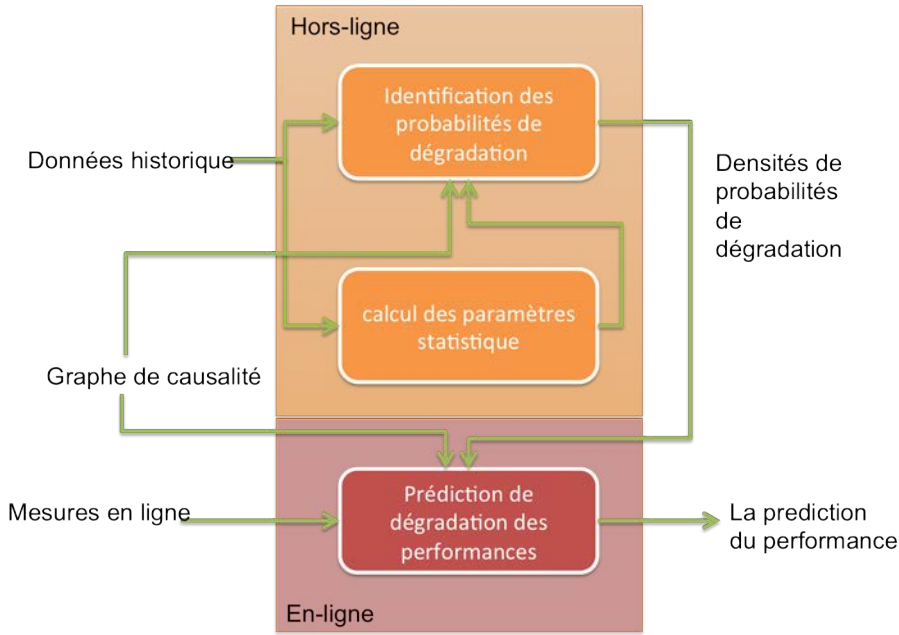 Hors-ligne
Identification des
probabilités de
dégradation
Données historique
Densités de
probabilités
de
dégradation
calcul des paramètres
statistique
Graphe de causalité
Prédiction de
dégradation des
performances
Mesures en ligne
La prediction
du performance
En-ligne